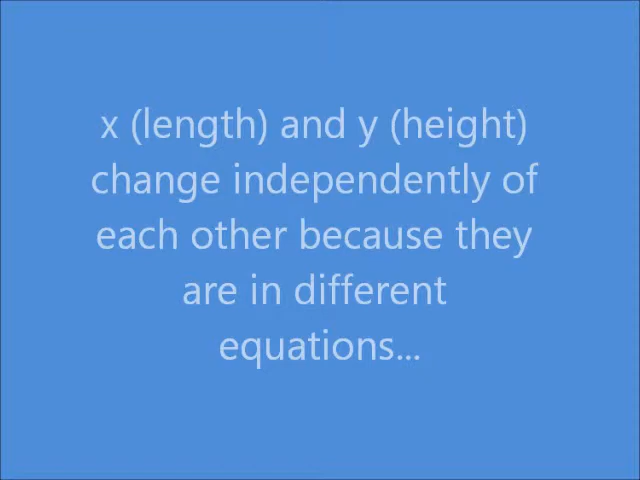 x (length) and y (height)
change independently of
each other because they
are in different
equations...